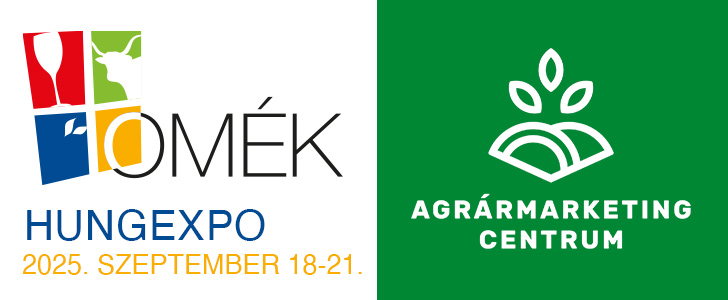 OMÉK
HUNGEXPO
2025. SZEPTEMBER 18-21.
AGRÁRMARKETING
CENTRUM